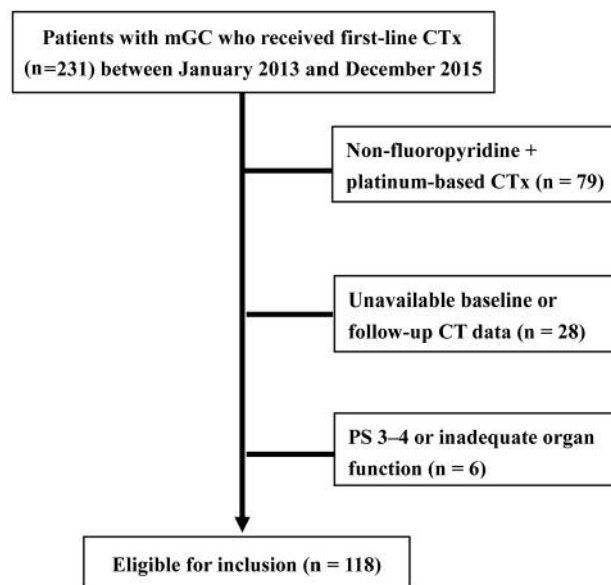 Patients with mGC who received first-line CTx
(n=231) between January 2013 and December 2015
Non-fluoropyridine +
platinum-based CTx (n = 79)
Unavailable baseline or
follow-up CT data (n = 28)
PS 3–4 or inadequate organ
function (n = 6)
Eligible for inclusion (n = 118)